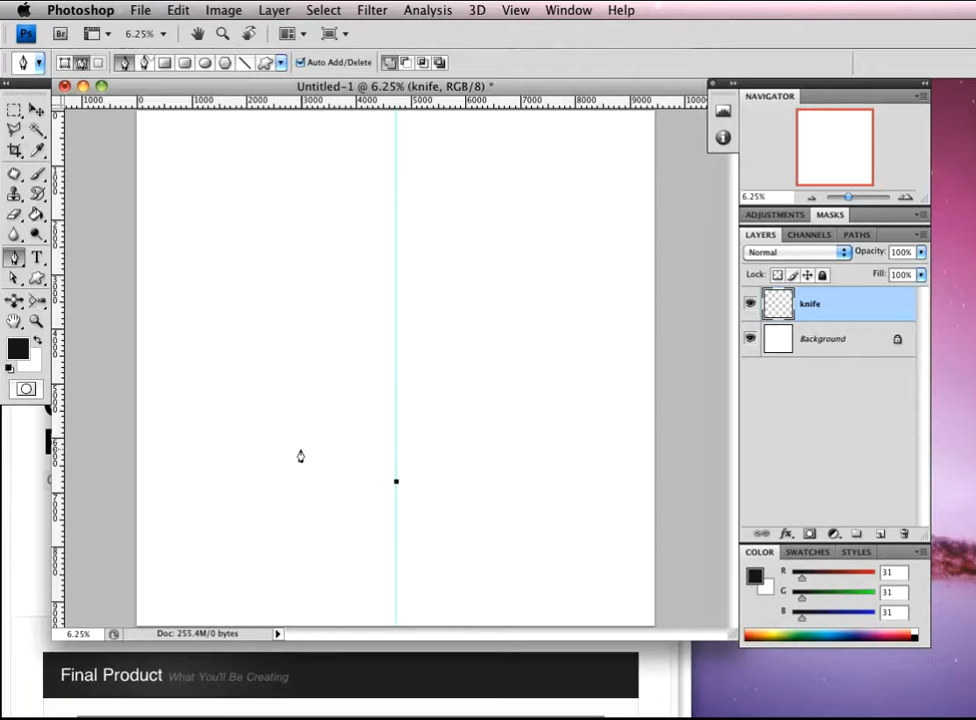 Photoshop File Edit Image Layer Select Filter Analysis 3D View Window Help
Ps Br 6.25%
Auto Add/Delete
Untitled-1 @ 6.25% (knife, RGB/8) *
1000 0 1000 2000 3000 4000 5000 6000 7000 8000 9000 1000
NAVIGATOR
6.25%
ADJUSTMENTS MASKS
LAYERS CHANNELS PATHS
Normal Opacity: 100%
Lock: Fill: 100%
knife
Background
T
fx
COLOR SWATCHES STYLES
R 31
G 31
B 31
6.25% Doc: 255.4M/0 bytes
Final Product What You'll Be Creating